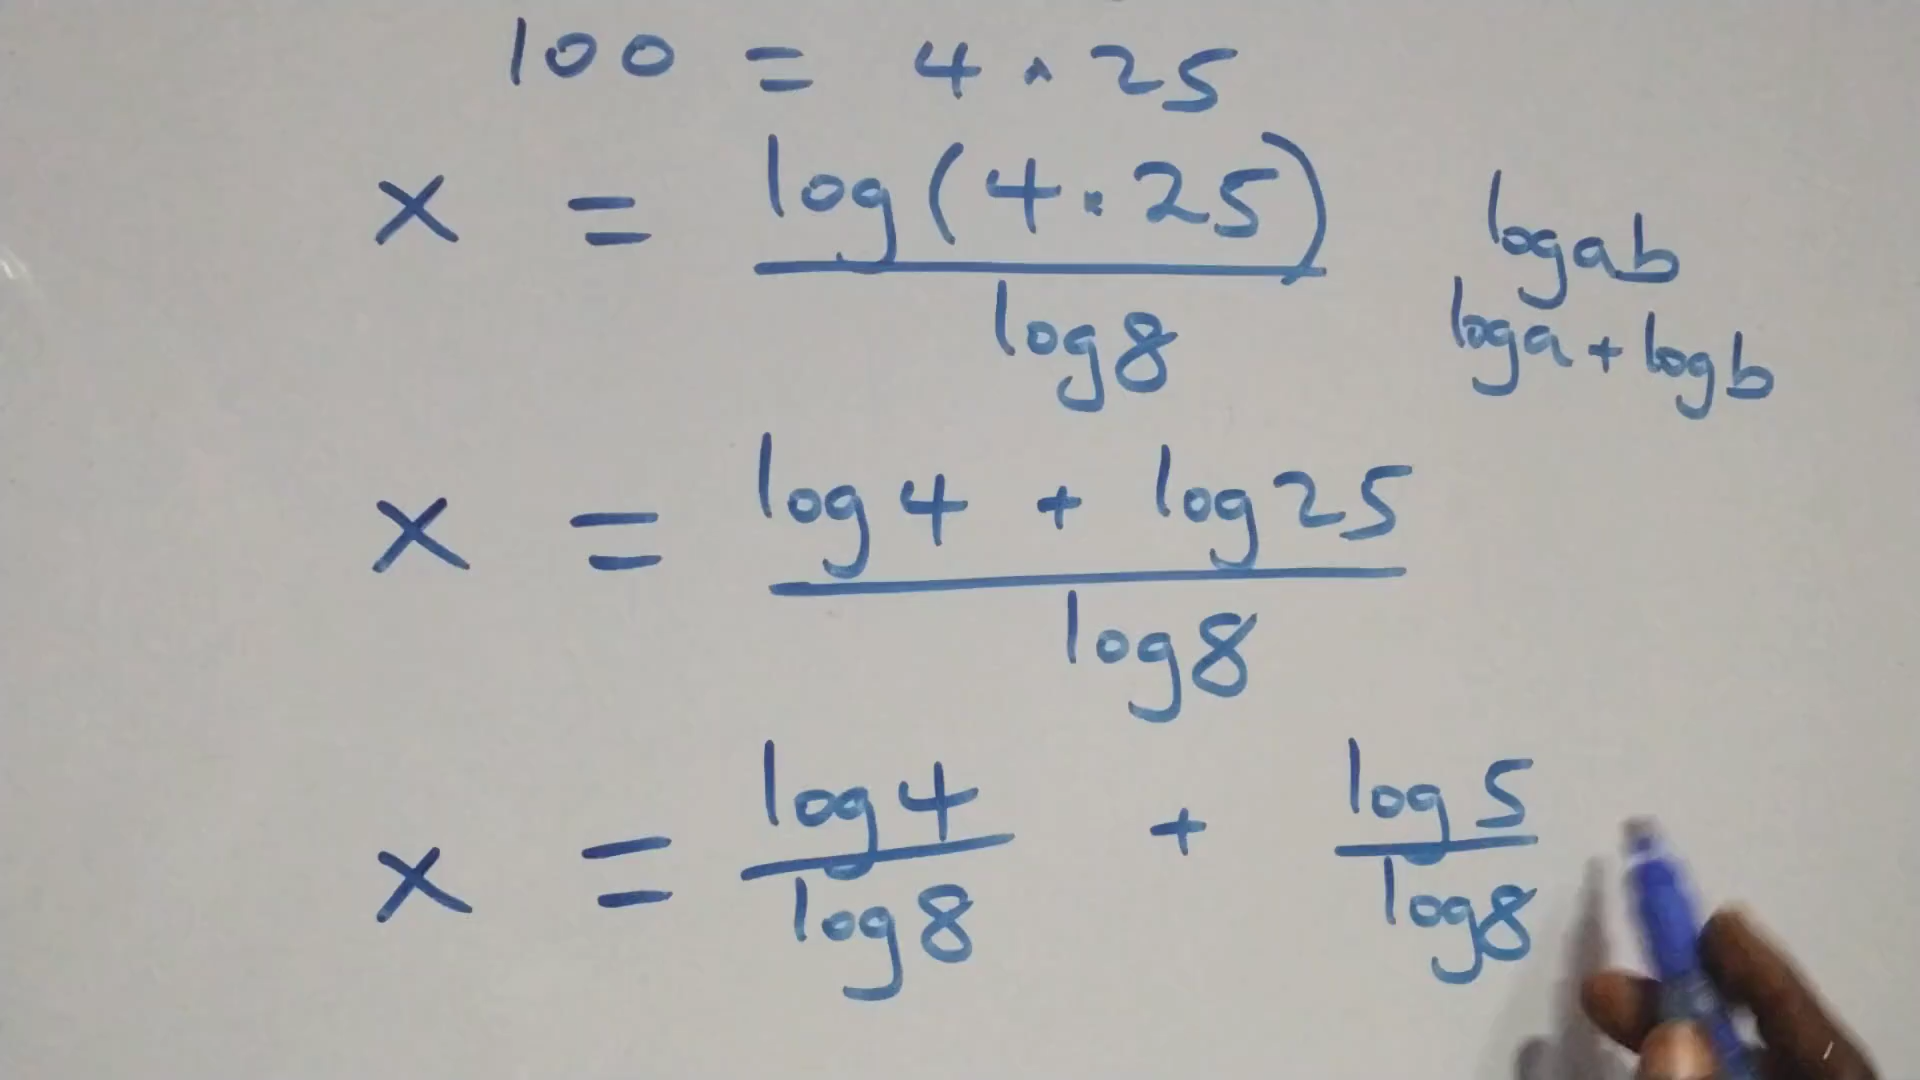 100 = 4 · 25
x = log(4·25)
log8
logab
loga + logb
x = log4 + log25
log8
x = log4 + log5
log8 log8